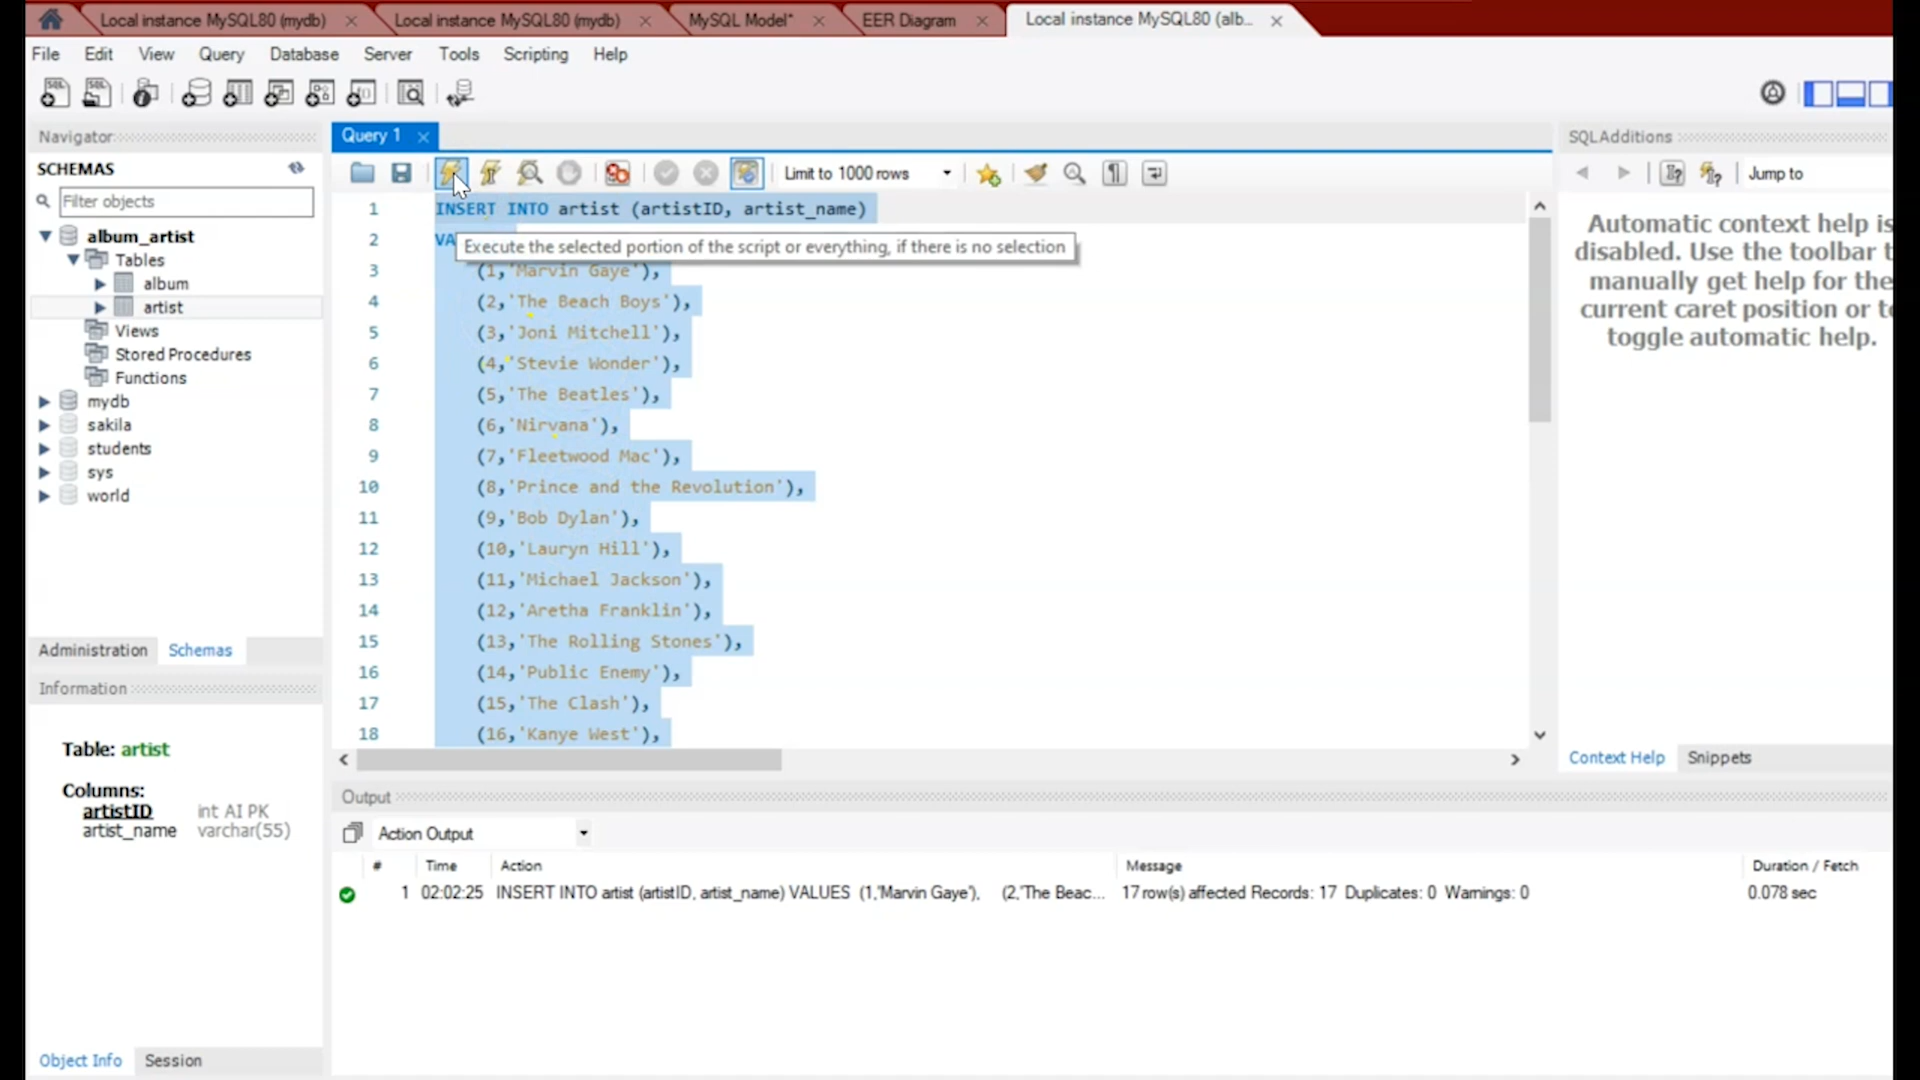 Local instance MySQL80 (mydb)
Local instance MySQL80 (mydb)
MySQL Model*
EER Diagram
Local instance MySQL80 (alb...
File Edit View Query Database Server Tools Scripting Help
Navigator
SCHEMAS
Filter objects
album_artist
Tables
album
artist
Views
Stored Procedures
Functions
mydb
sakila
students
sys
world
Administration Schemas
Information
Table: artist
Columns:
artistID int AI PK
artist_name varchar(55)
Object Info Session
Query 1
Limit to 1000 rows
1 INSERT INTO artist (artistID, artist_name)
2 VA
Execute the selected portion of the script or everything, if there is no selection
3 (1,'Marvin Gaye'),
4 (2,'The Beach Boys'),
5 (3,'Joni Mitchell'),
6 (4,'Stevie Wonder'),
7 (5,'The Beatles'),
8 (6,'Nirvana'),
9 (7,'Fleetwood Mac'),
10 (8,'Prince and the Revolution'),
11 (9,'Bob Dylan'),
12 (10,'Lauryn Hill'),
13 (11,'Michael Jackson'),
14 (12,'Aretha Franklin'),
15 (13,'The Rolling Stones'),
16 (14,'Public Enemy'),
17 (15,'The Clash'),
18 (16,'Kanye West'),
SQLAdditions
Jump to
Automatic context help is
disabled. Use the toolbar t
manually get help for the
current caret position or to
toggle automatic help.
Context Help Snippets
Output
Action Output
# Time Action Message Duration / Fetch
1 02:02:25 INSERT INTO artist (artistID, artist_name) VALUES (1,'Marvin Gaye'), (2,'The Beac... 17 row(s) affected Records: 17 Duplicates: 0 Warnings: 0 0.078 sec